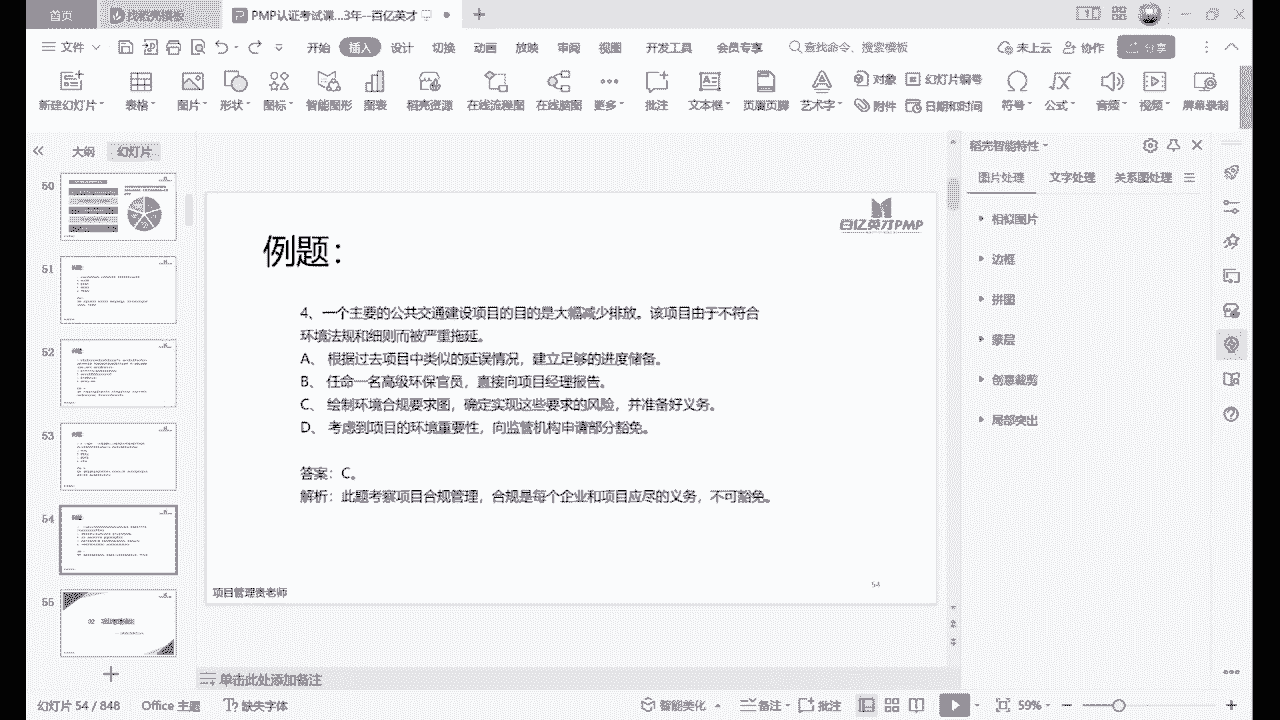 首页
PMP认证考试课...3年--百亿英才
文件
开始 插入 设计 切换 动画 放映 审阅 视图 开发工具 会员专享 查找命令、搜索模板
未上云 协作 分享
新建幻灯片 表格 图片 形状 图标 智能图形 图表 稻壳资源 在线流程图 在线脑图 更多 批注 文本框 页眉页脚 艺术字 对象 附件 幻灯片编号 日期和时间 符号 公式 音频 视频 屏幕录制
大纲 幻灯片
50
51
52
53
54
55
百亿英才PMP
例题：
4、一个主要的公共交通建设项目的目的是大幅减少排放。该项目由于不符合
环境法规和细则而被严重拖延。
A、 根据过去项目中类似的延误情况，建立足够的进度储备。
B、 任命一名高级环保官员，直接向项目经理报告。
C、 绘制环境合规要求图，确定实现这些要求的风险，并准备好义务。
D、 考虑到项目的环境重要性，向监管机构申请部分豁免。
答案：C。
解析：此题考察项目合规管理，合规是每个企业和项目应尽的义务，不可豁免。
项目管理贵老师
54
稻壳智能特性
图片处理 文字处理 关系图处理
相似图片
边框
拼图
蒙层
创意裁剪
局部突出
单击此处添加备注
幻灯片 54 / 848 Office 主题 缺失字体
智能美化 备注 批注 59%